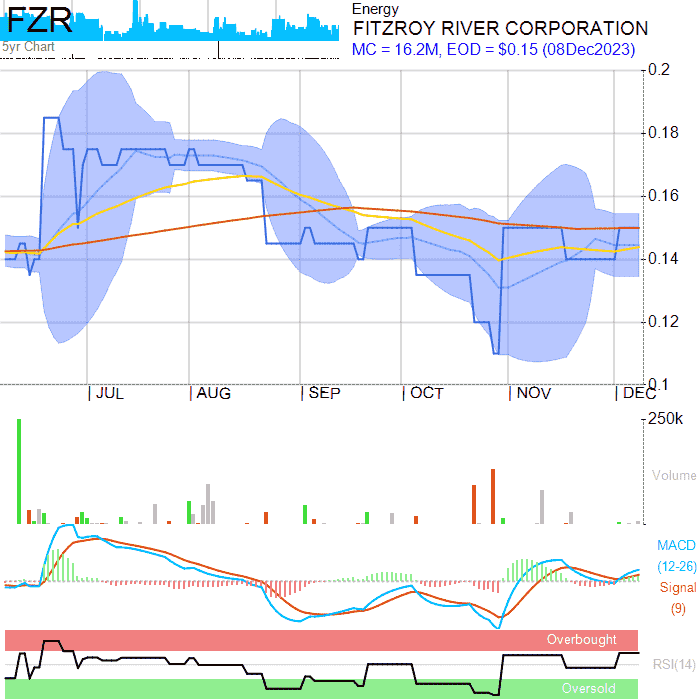 FZR
5yr Chart
Energy
FITZROY RIVER CORPORATION
MC = 16.2M, EOD = $0.15 (08Dec2023)
0.2
0.18
0.16
0.14
0.12
0.1
JUL
AUG
SEP
OCT
NOV
DEC
250k
Volume
MACD
(12-26)
Signal
(9)
Overbought
RSI(14)
Oversold